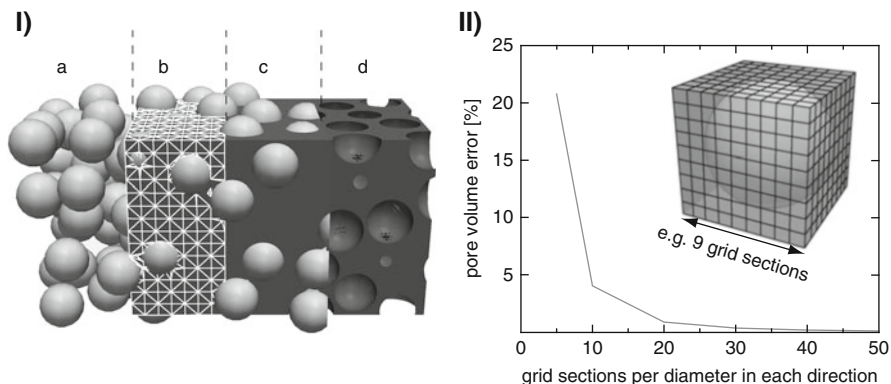 I)
a b c d
II)
pore volume error [%]
25
20
15
10
5
e.g. 9 grid sections
0 10 20 30 40 50
grid sections per diameter in each direction